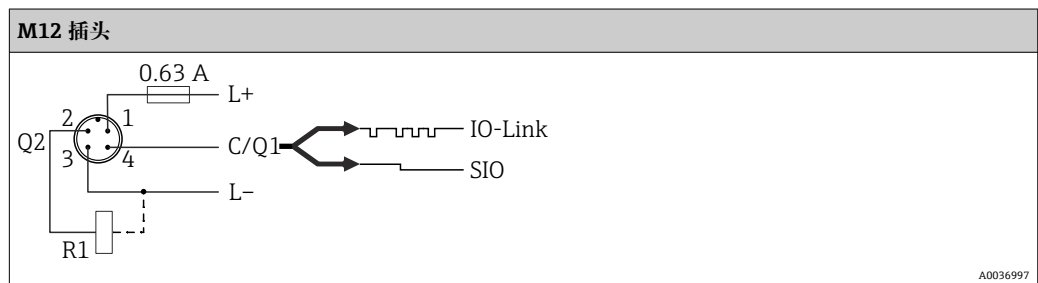 M12 插头
0.63 A
L+
2 1
Q2
3 4
C/Q1
IO-Link
SIO
L–
R1
A0036997